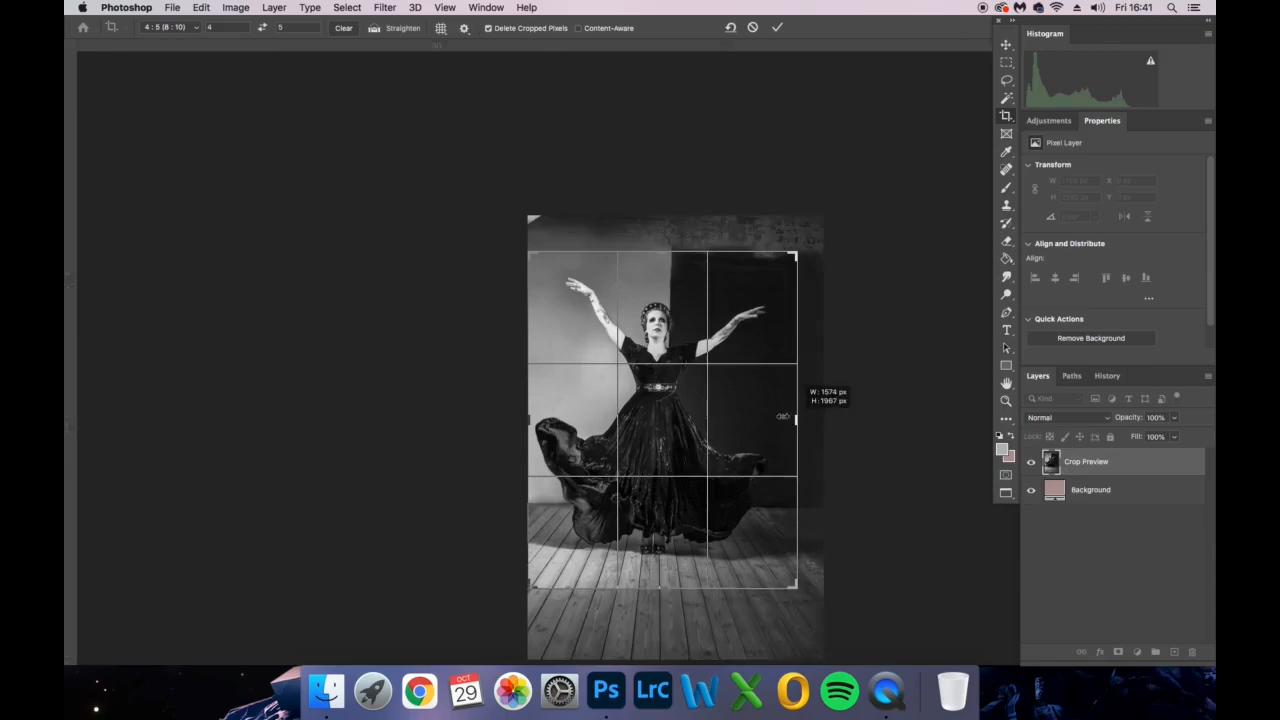 Photoshop File Edit Image Layer Type Select Filter 3D View Window Help Fri 16:41
4 : 5 (8 : 10) 4 5 Clear Straighten Delete Cropped Pixels Content-Aware
Histogram
Adjustments Properties
Pixel Layer
Transform
W X
H Y
Align and Distribute
Align:
Quick Actions
Remove Background
Layers Paths History
Kind
W: 1574 px
H: 1967 px
Normal Opacity: 100%
Lock: Fill: 100%
Crop Preview
Background
OCT
29
Ps LrC